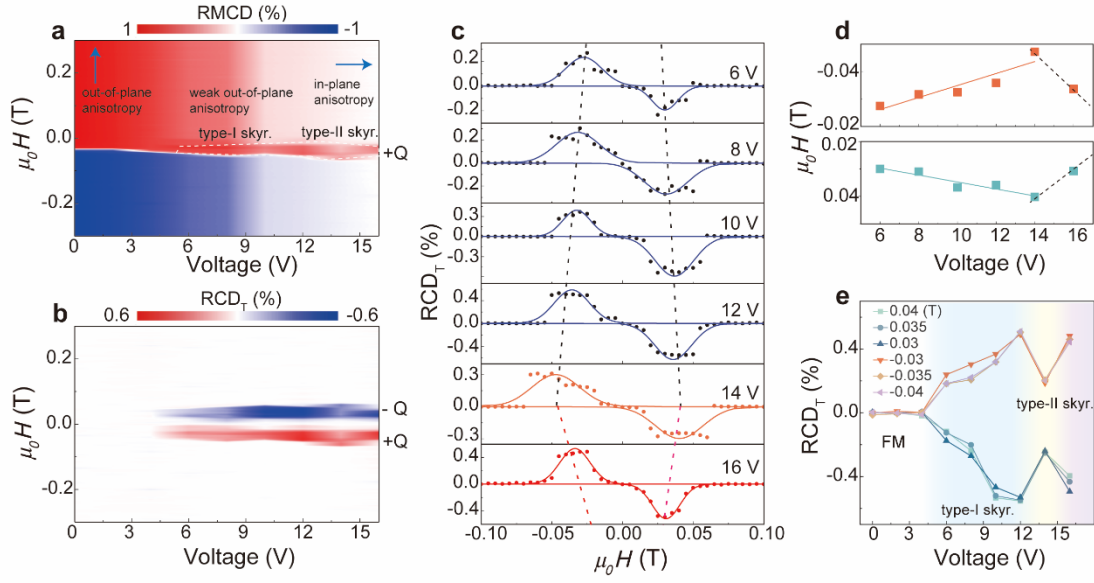 a
RMCD (%)
1
-1
out-of-plane
anisotropy
weak out-of-plane
anisotropy
in-plane
anisotropy
type-I skyr.
type-II skyr.
+Q
0.2
0.0
-0.2
μ₀H (T)
0 3 6 9 12 15
Voltage (V)
b
RCD_T (%)
0.6
-0.6
- Q
+Q
0.2
0.0
-0.2
μ₀H (T)
0 3 6 9 12 15
Voltage (V)
c
6 V
0.2
0.0
-0.2
8 V
0.2
0.0
-0.2
10 V
0.3
0.0
-0.3
12 V
0.4
0.0
-0.4
14 V
0.3
0.0
-0.3
16 V
0.4
0.0
-0.4
RCD_T (%)
-0.10 -0.05 0.00 0.05 0.10
μ₀H (T)
d
-0.04
-0.02
0.02
0.04
μ₀H (T)
6 8 10 12 14 16
Voltage (V)
e
0.04 (T)
0.035
0.03
-0.03
-0.035
-0.04
0.4
0.0
-0.4
RCD_T (%)
FM
type-II skyr.
type-I skyr.
0 3 6 9 12 15
Voltage (V)